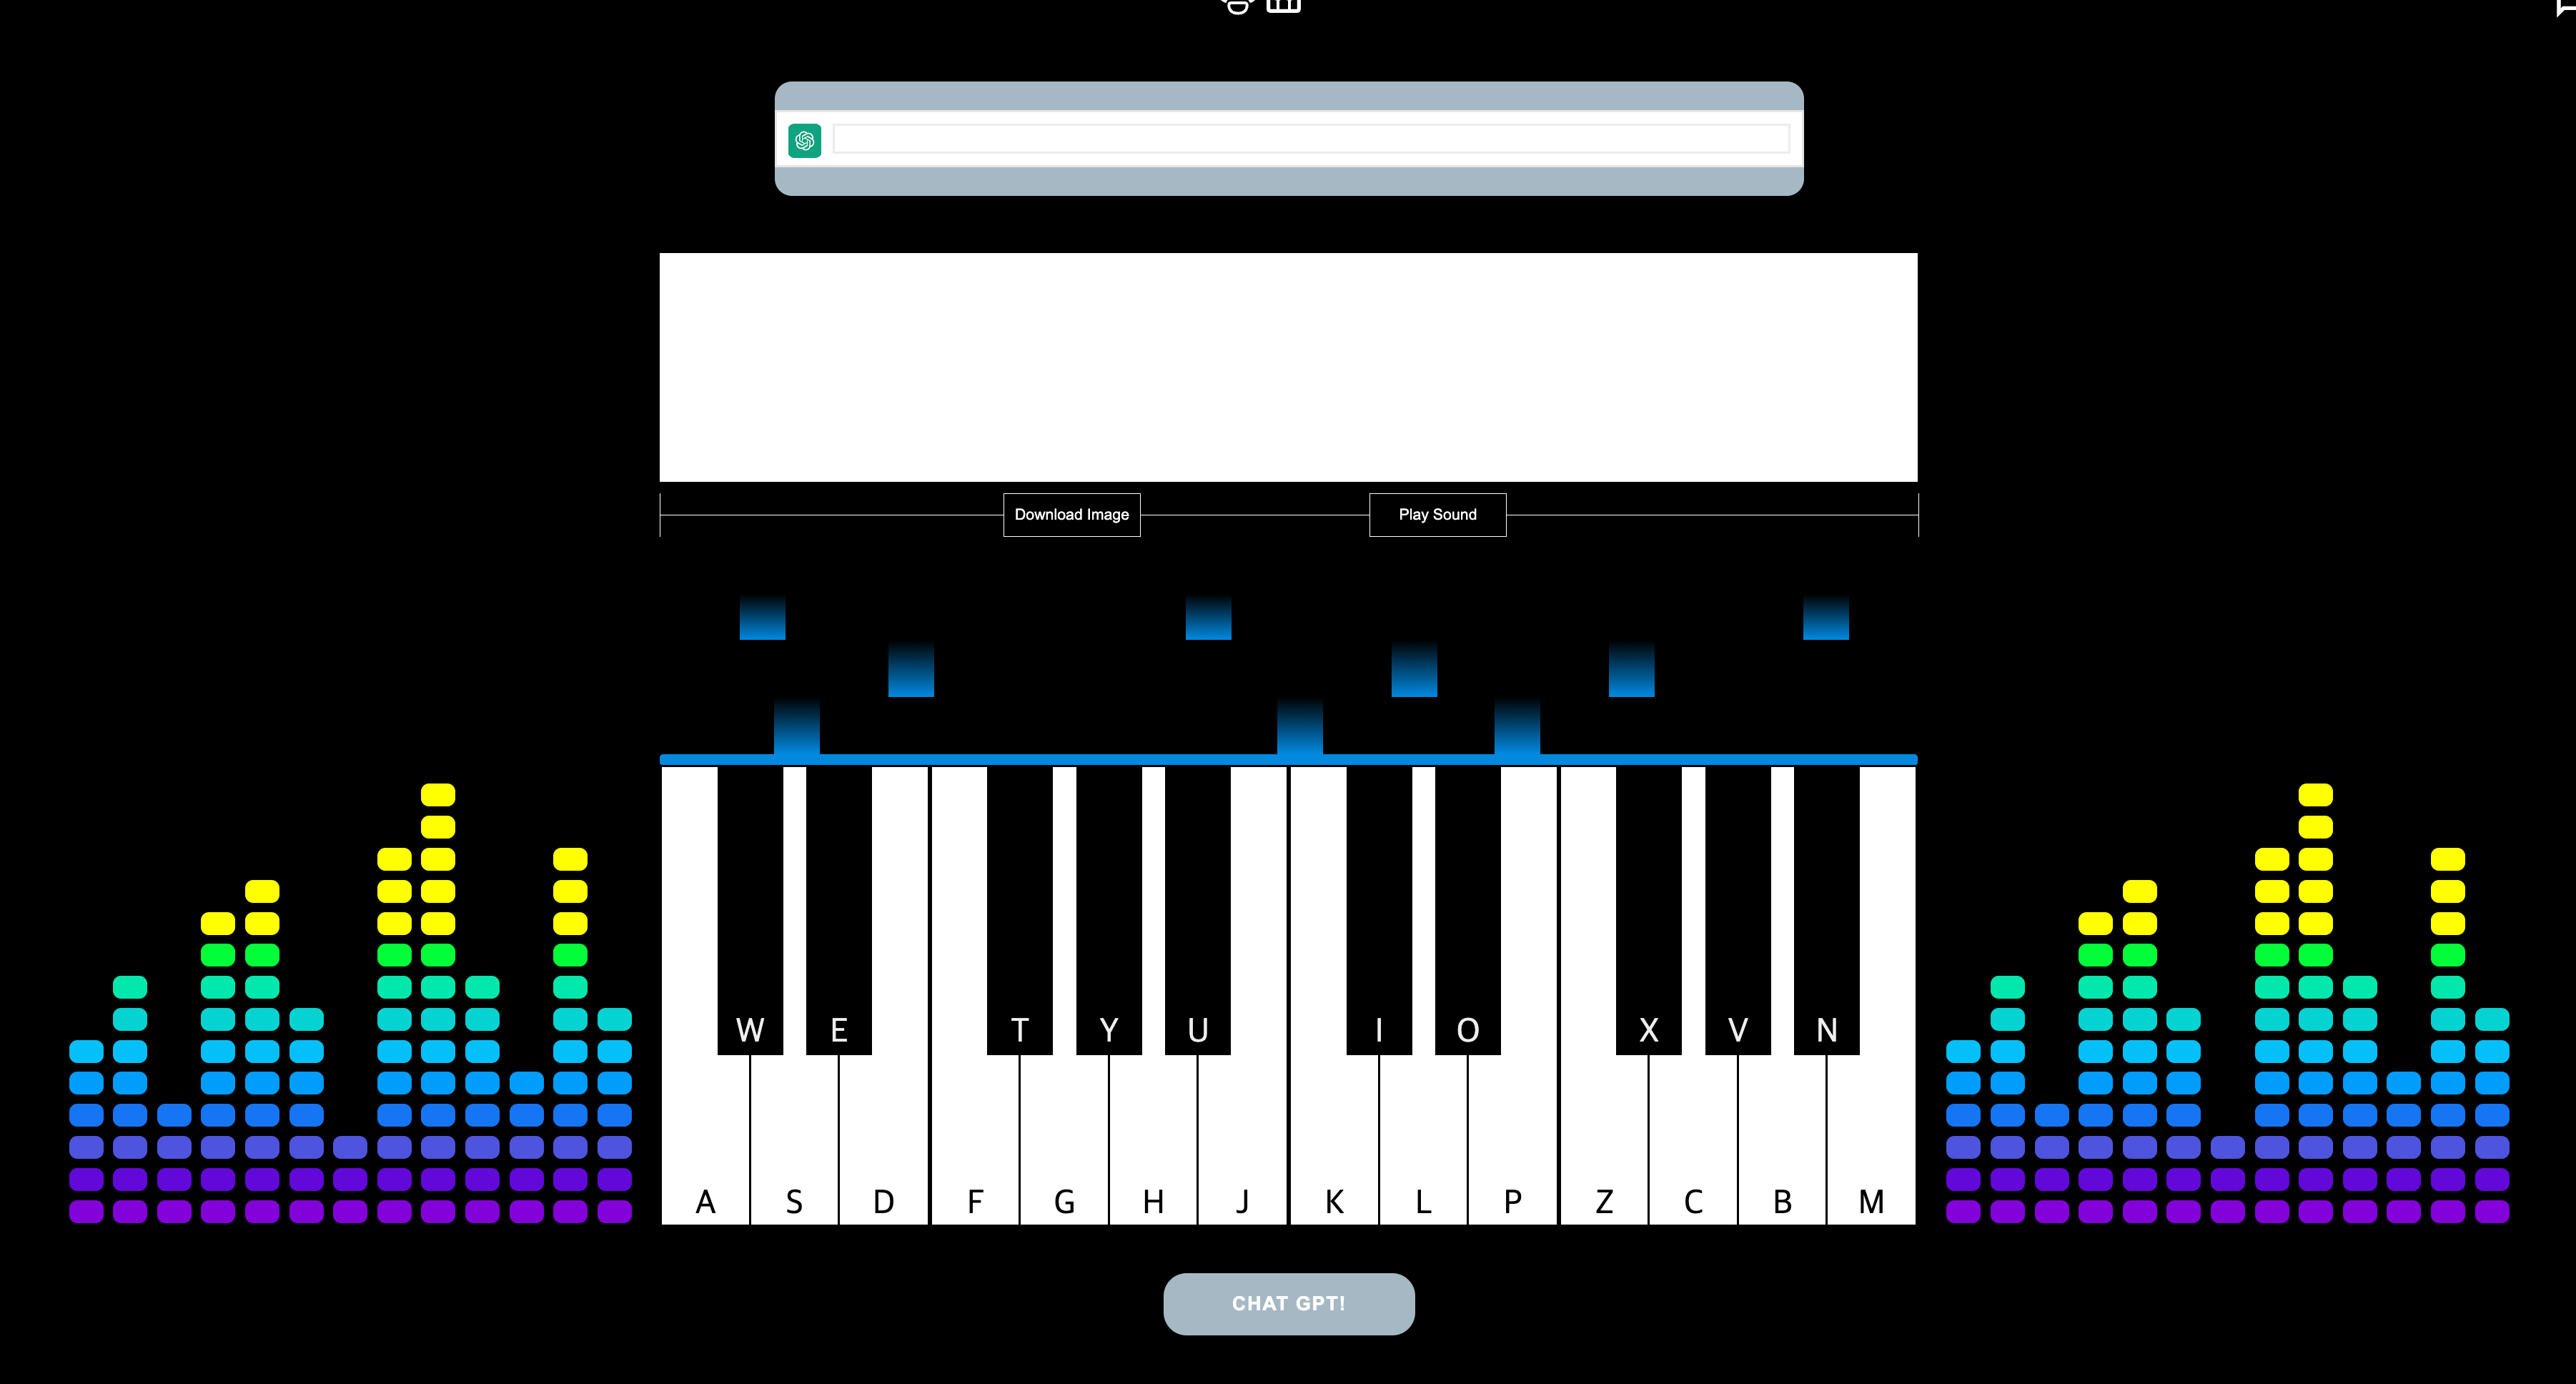 Download Image Play Sound
W E T Y U I O X V N
A S D F G H J K L P Z C B M
CHAT GPT!